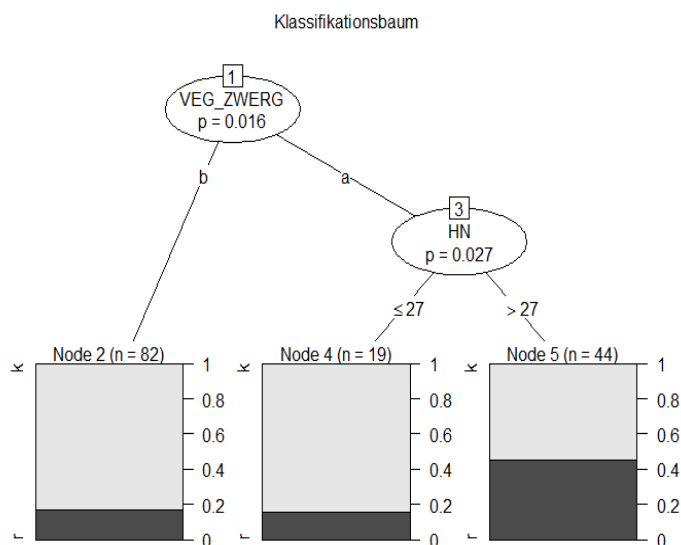 Klassifikationsbaum
1
VEG_ZWERG
p = 0.016
b
a
3
HN
p = 0.027
≤ 27
> 27
Node 2 (n = 82)
k
r
1
0.8
0.6
0.4
0.2
0
Node 4 (n = 19)
k
r
1
0.8
0.6
0.4
0.2
0
Node 5 (n = 44)
k
r
1
0.8
0.6
0.4
0.2
0